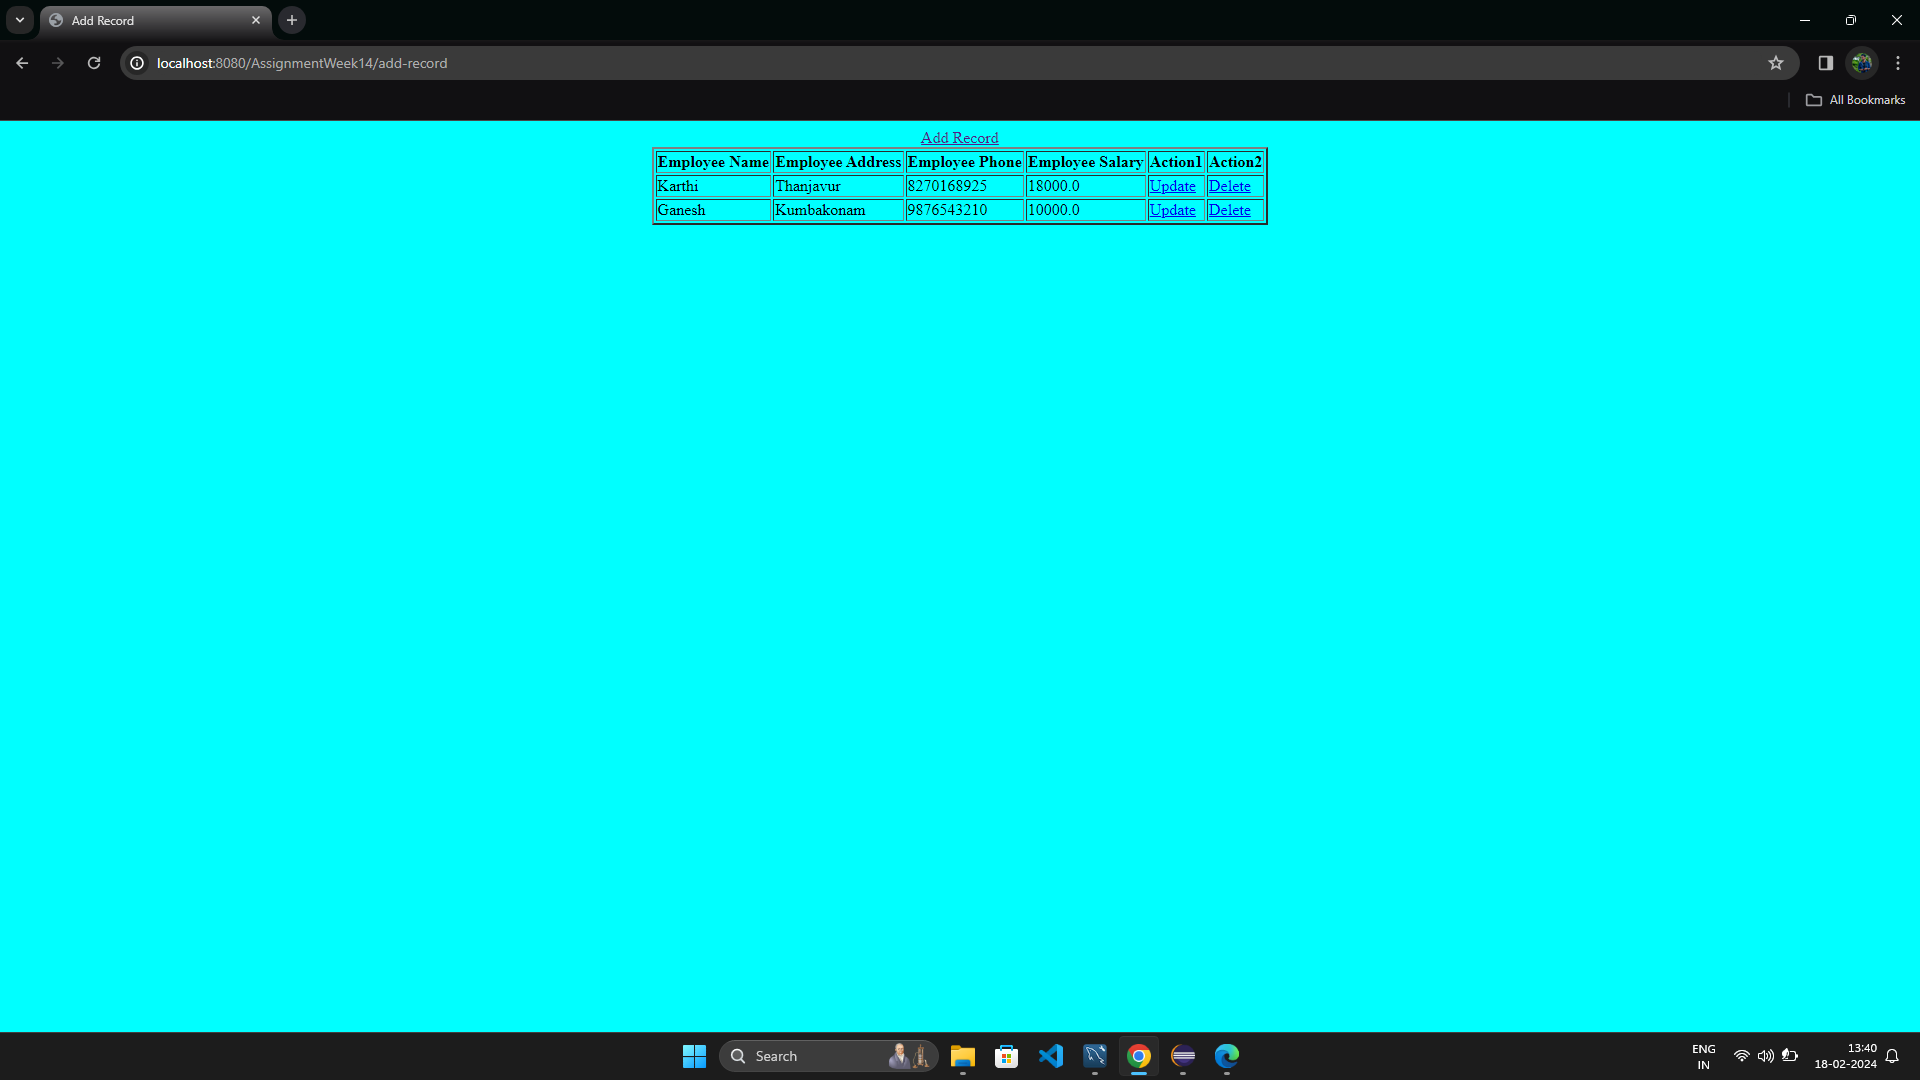 Add Record
localhost:8080/AssignmentWeek14/add-record
All Bookmarks
Add Record
Employee Name Employee Address Employee Phone Employee Salary Action1 Action2
Karthi Thanjavur 8270168925 18000.0 Update Delete
Ganesh Kumbakonam 9876543210 10000.0 Update Delete
Search
ENG
IN
13:40
18-02-2024